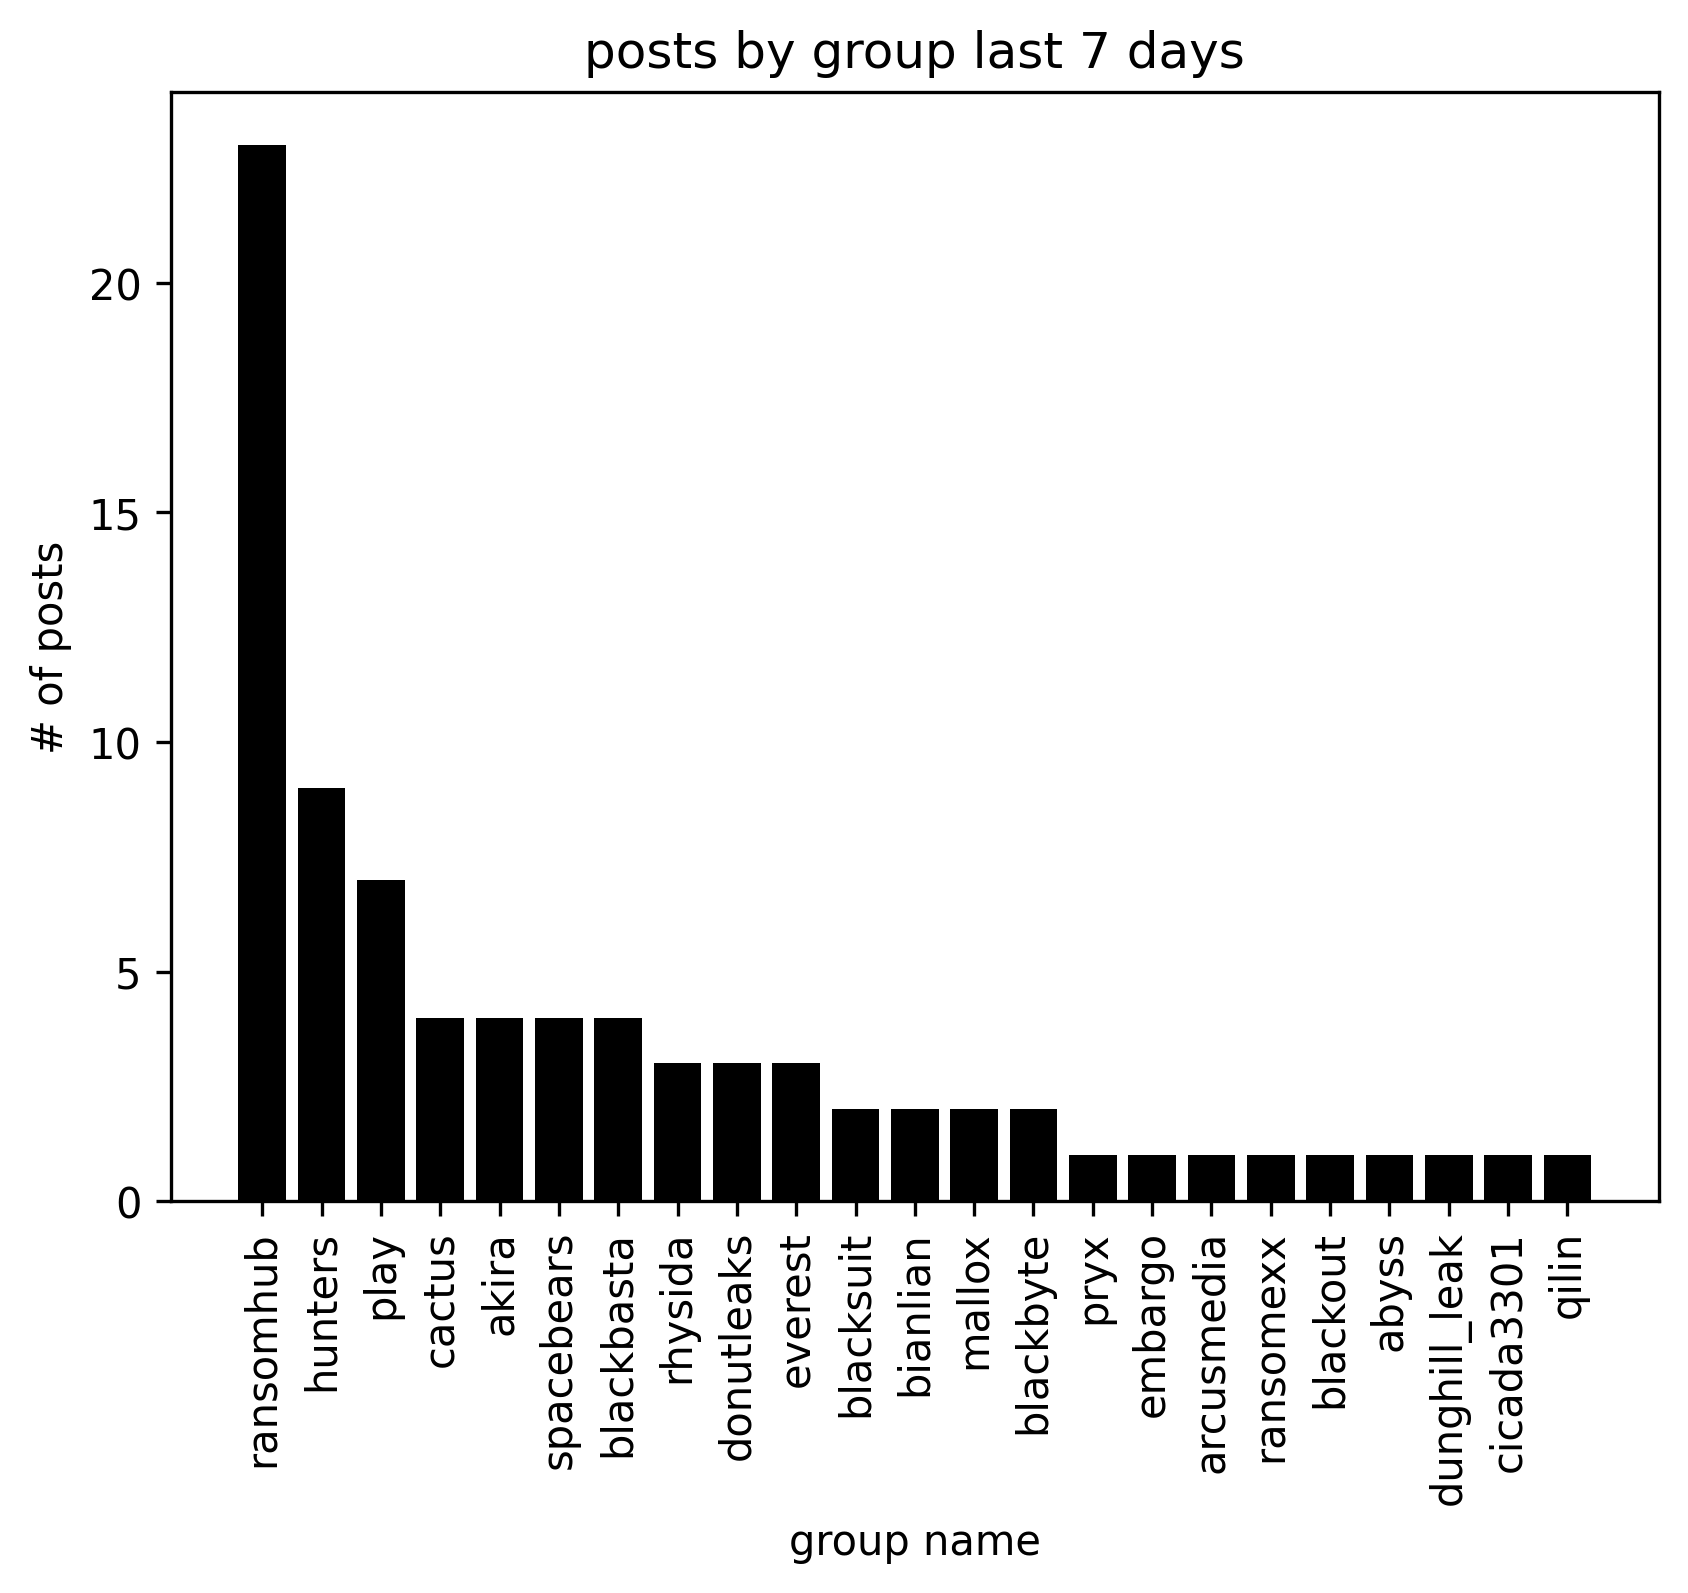 posts by group last 7 days
# of posts
20
15
10
5
0
ransomhub
hunters
play
cactus
akira
spacebears
blackbasta
rhysida
donutleaks
everest
blacksuit
bianlian
mallox
blackbyte
pryx
embargo
arcusmedia
ransomexx
blackout
abyss
dunghill_leak
cicada3301
qilin
group name